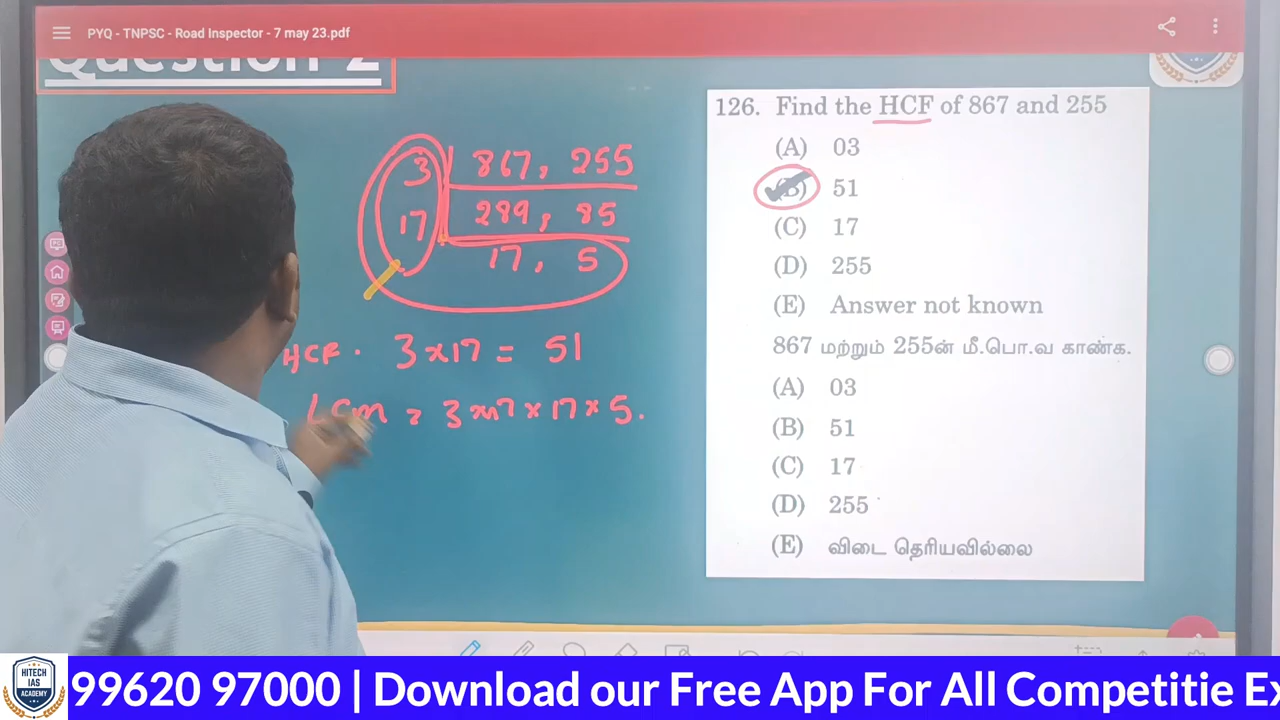 PYQ - TNPSC - Road Inspector - 7 may 23.pdf
Question-2
3 | 867, 255
17 | 289, 85
17, 5
HCF. 3×17 = 51
LCM = 3×17×17×5.
126. Find the HCF of 867 and 255
(A) 03
(B) 51
(C) 17
(D) 255
(E) Answer not known
867 மற்றும் 255ன் மீ.பொ.வ காண்க.
(A) 03
(B) 51
(C) 17
(D) 255
(E) விடை தெரியவில்லை
HITECH
IAS
ACADEMY
99620 97000 | Download our Free App For All Competitie Ex